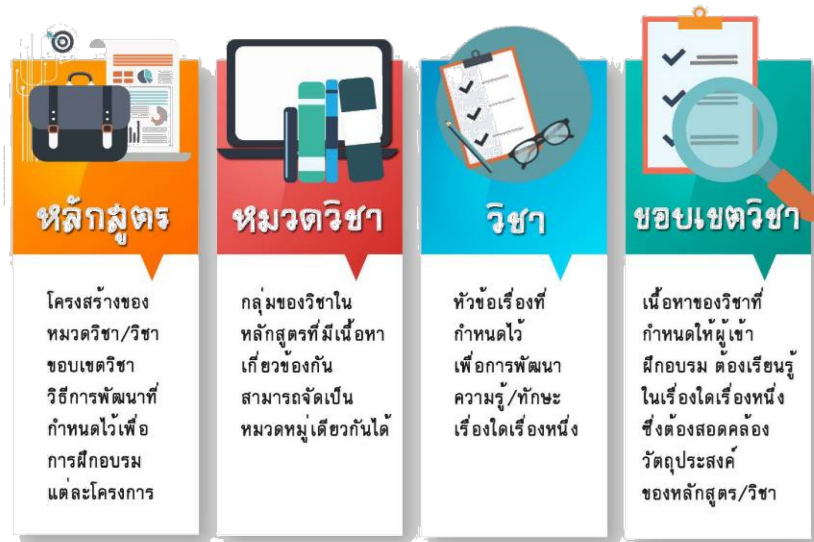 หลักสูตร
โครงสร้างของ
หมวดวิชา/วิชา
ขอบเขตวิชา
วิธีการพัฒนาที่
กำหนดไว้เพื่อ
การฝึกอบรม
แต่ละโครงการ
หมวดวิชา
กลุ่มของวิชาใน
หลักสูตรที่มีเนื้อหา
เกี่ยวข้องกัน
สามารถจัดเป็น
หมวดหมู่เดียวกันได้
วิชา
หัวข้อเรื่องที่
กำหนดไว้
เพื่อการพัฒนา
ความรู้/ทักษะ
เรื่องใดเรื่องหนึ่ง
ขอบเขตวิชา
เนื้อหาของวิชาที่
กำหนดให้ผู้เข้า
ฝึกอบรม ต้องเรียนรู้
ในเรื่องใดเรื่องหนึ่ง
ซึ่งต้องสอดคล้อง
วัตถุประสงค์
ของหลักสูตร/วิชา